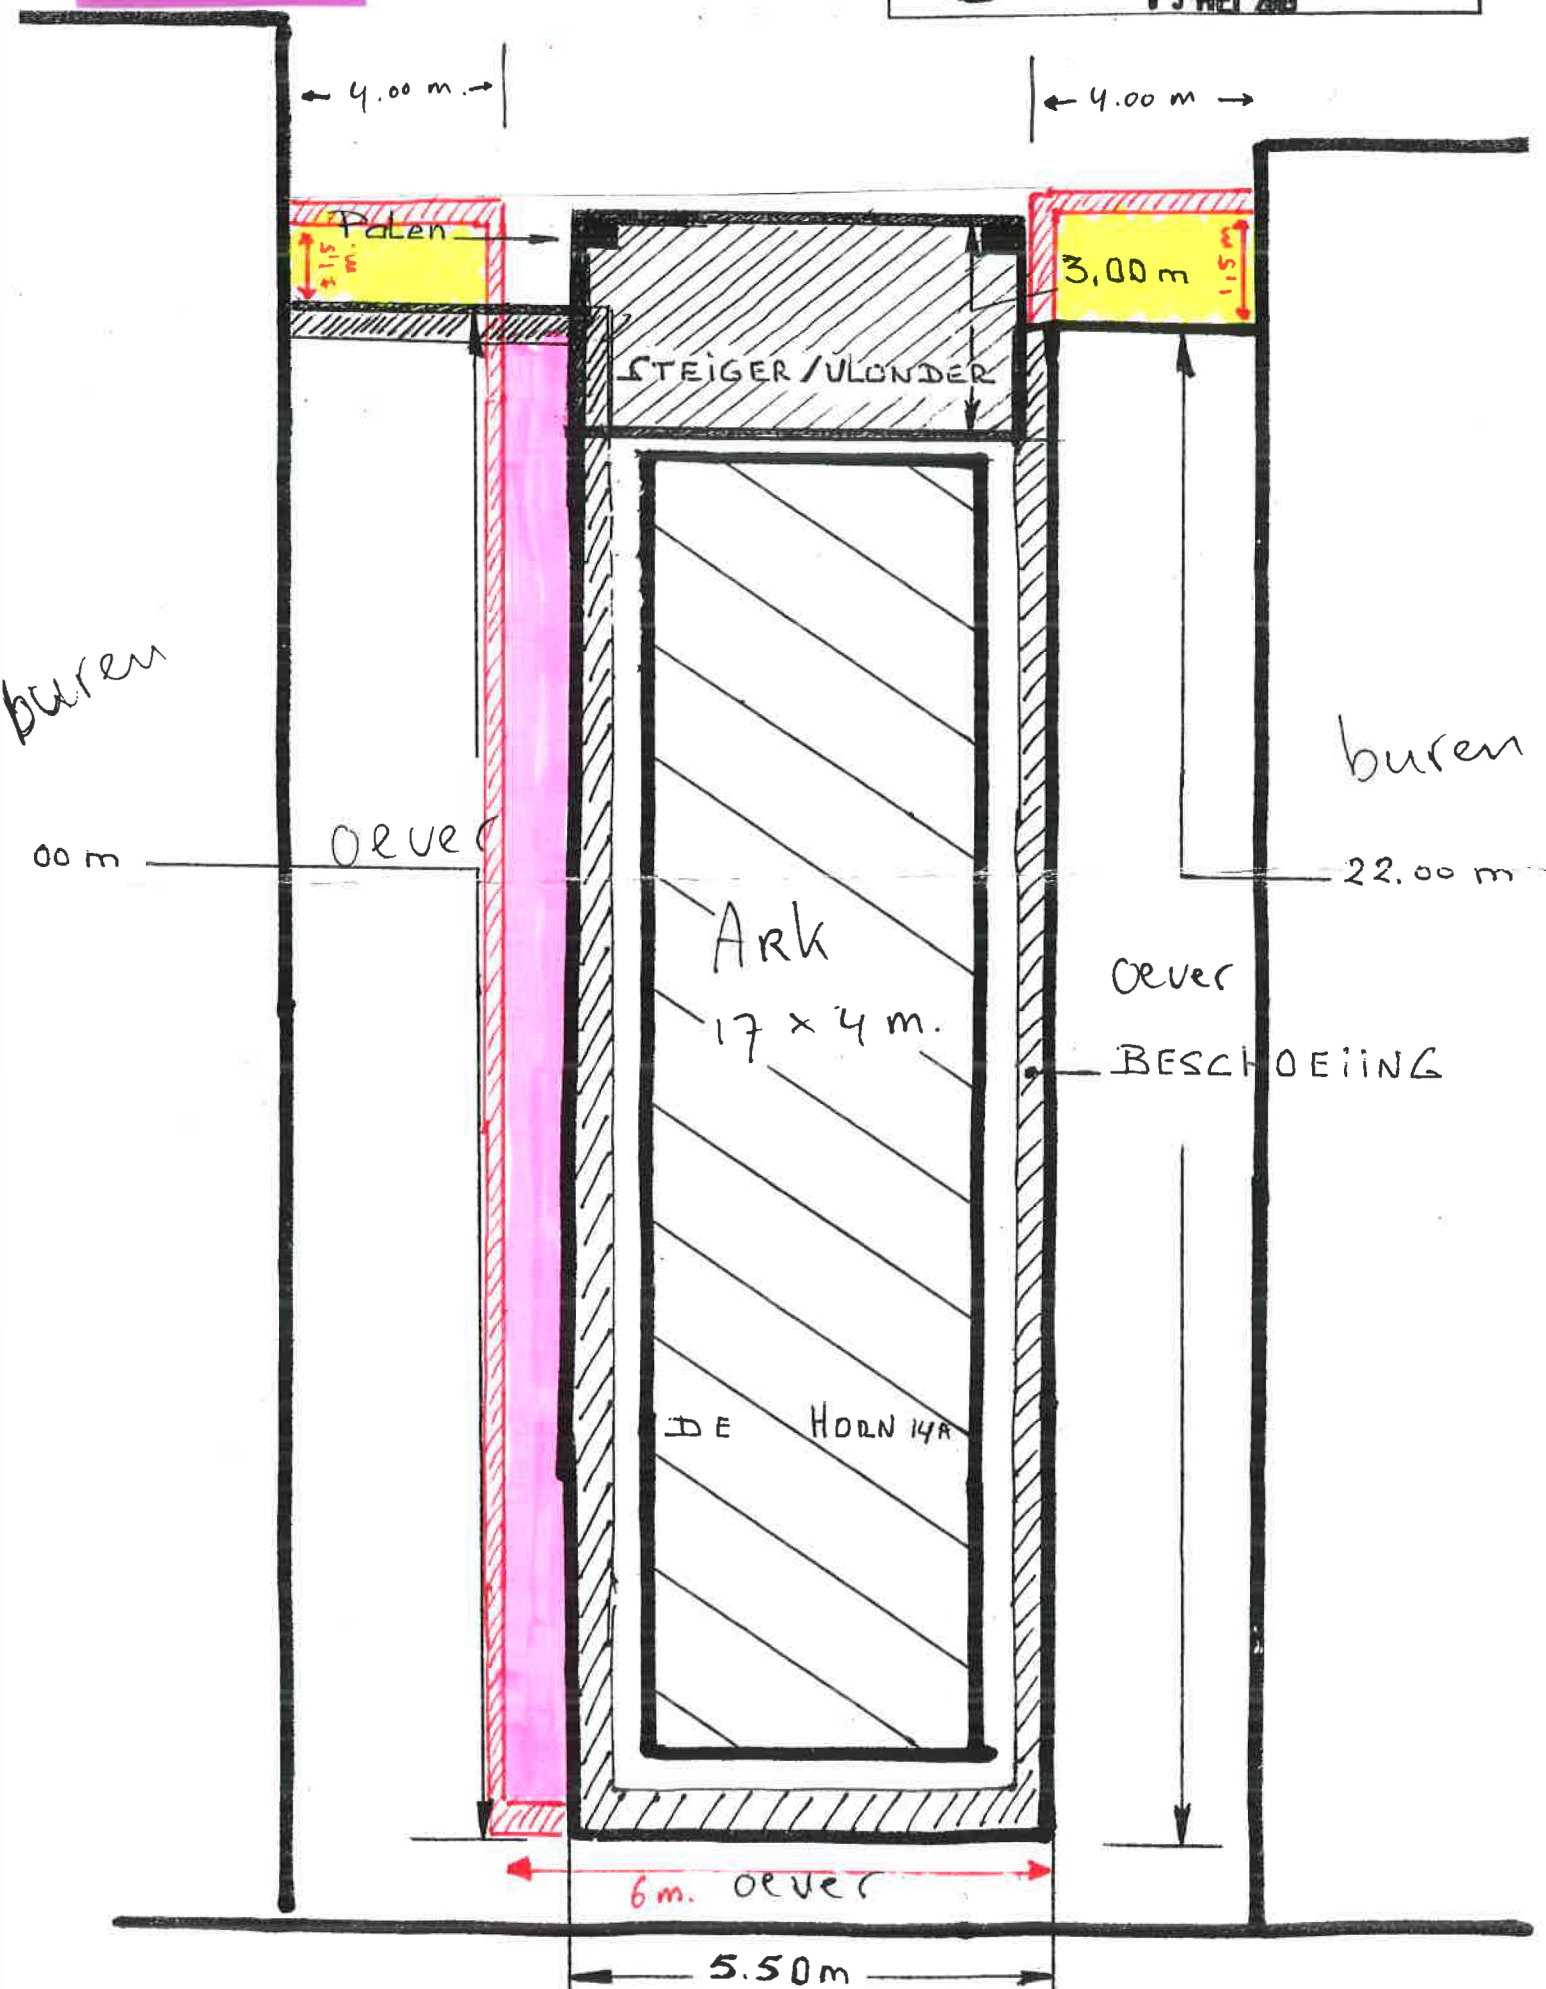 4.00 m.
4.00 m
Palen
± 1,5 m.
3.00 m
1,5 m
STEIGER/VLONDER
buren
buren
oever
00 m
22.00 m
ARK
17 x 4 m.
oever
BESCHOEIING
DE HORN 14A
6 m.
oever
5.50m